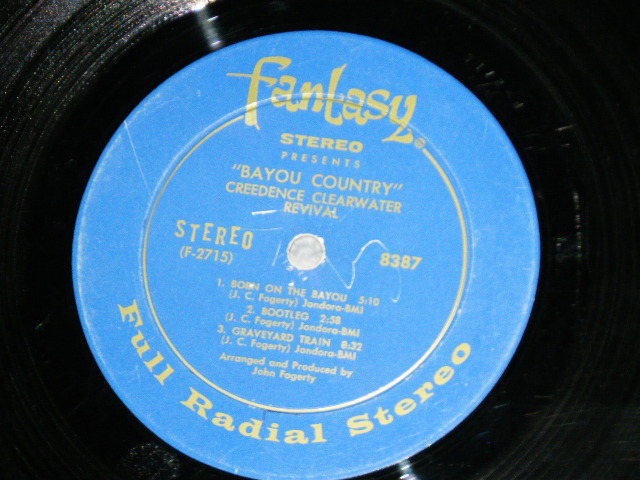 Fantasy®
STEREO
PRESENTS
"BAYOU COUNTRY"
CREEDENCE CLEARWATER
REVIVAL
STEREO
(F-2715)
8387
1. BORN ON THE BAYOU 5:10
(J. C. Fogerty) Jondora-BMI
2. BOOTLEG 2:58
(J. C. Fogerty) Jondora-BMI
3. GRAVEYARD TRAIN 8:32
(J. C. Fogerty) Jondora-BMI
Arranged and Produced by
John Fogerty
Full Radial Stereo